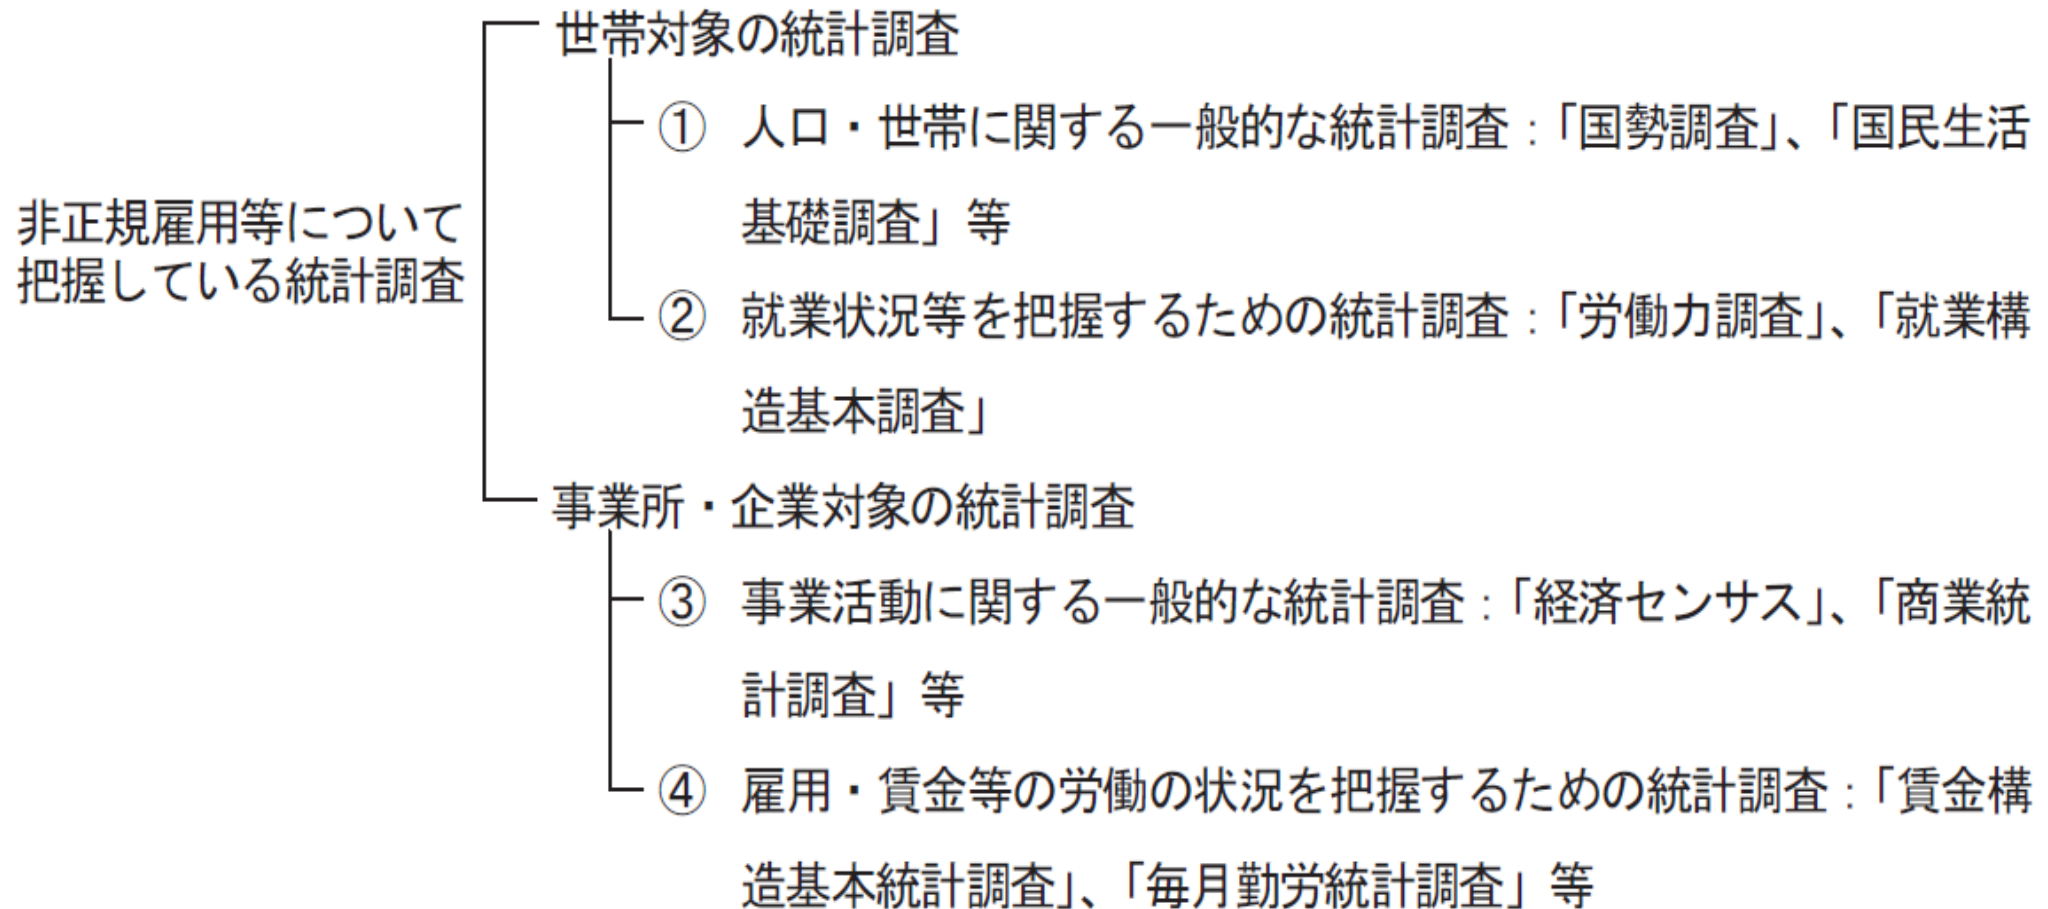 世帯対象の統計調査
① 人口・世帯に関する一般的な統計調査:「国勢調査」、「国民生活
基礎調査」等
非正規雇用等について
把握している統計調査
② 就業状況等を把握するための統計調査:「労働力調査」、「就業構
造基本調査」
事業所・企業対象の統計調査
③ 事業活動に関する一般的な統計調査:「経済センサス」、「商業統
計調査」等
④ 雇用・賃金等の労働の状況を把握するための統計調査:「賃金構
造基本統計調査」、「毎月勤労統計調査」等